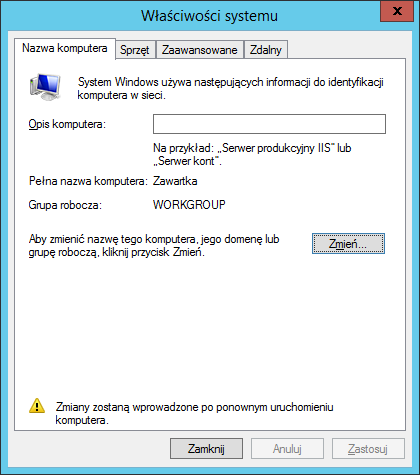 Właściwości systemu
x
Nazwa komputera Sprzęt Zaawansowane Zdalny
System Windows używa następujących informacji do identyfikacji
komputera w sieci.
Opis komputera:
Na przykład: „Serwer produkcyjny IIS” lub
„Serwer kont”.
Pełna nazwa komputera: Zawartka
Grupa robocza: WORKGROUP
Aby zmienić nazwę tego komputera, jego domenę lub
grupę roboczą, kliknij przycisk Zmień.
Zmień...
Zmiany zostaną wprowadzone po ponownym uruchomieniu
komputera.
Zamknij Anuluj Zastosuj